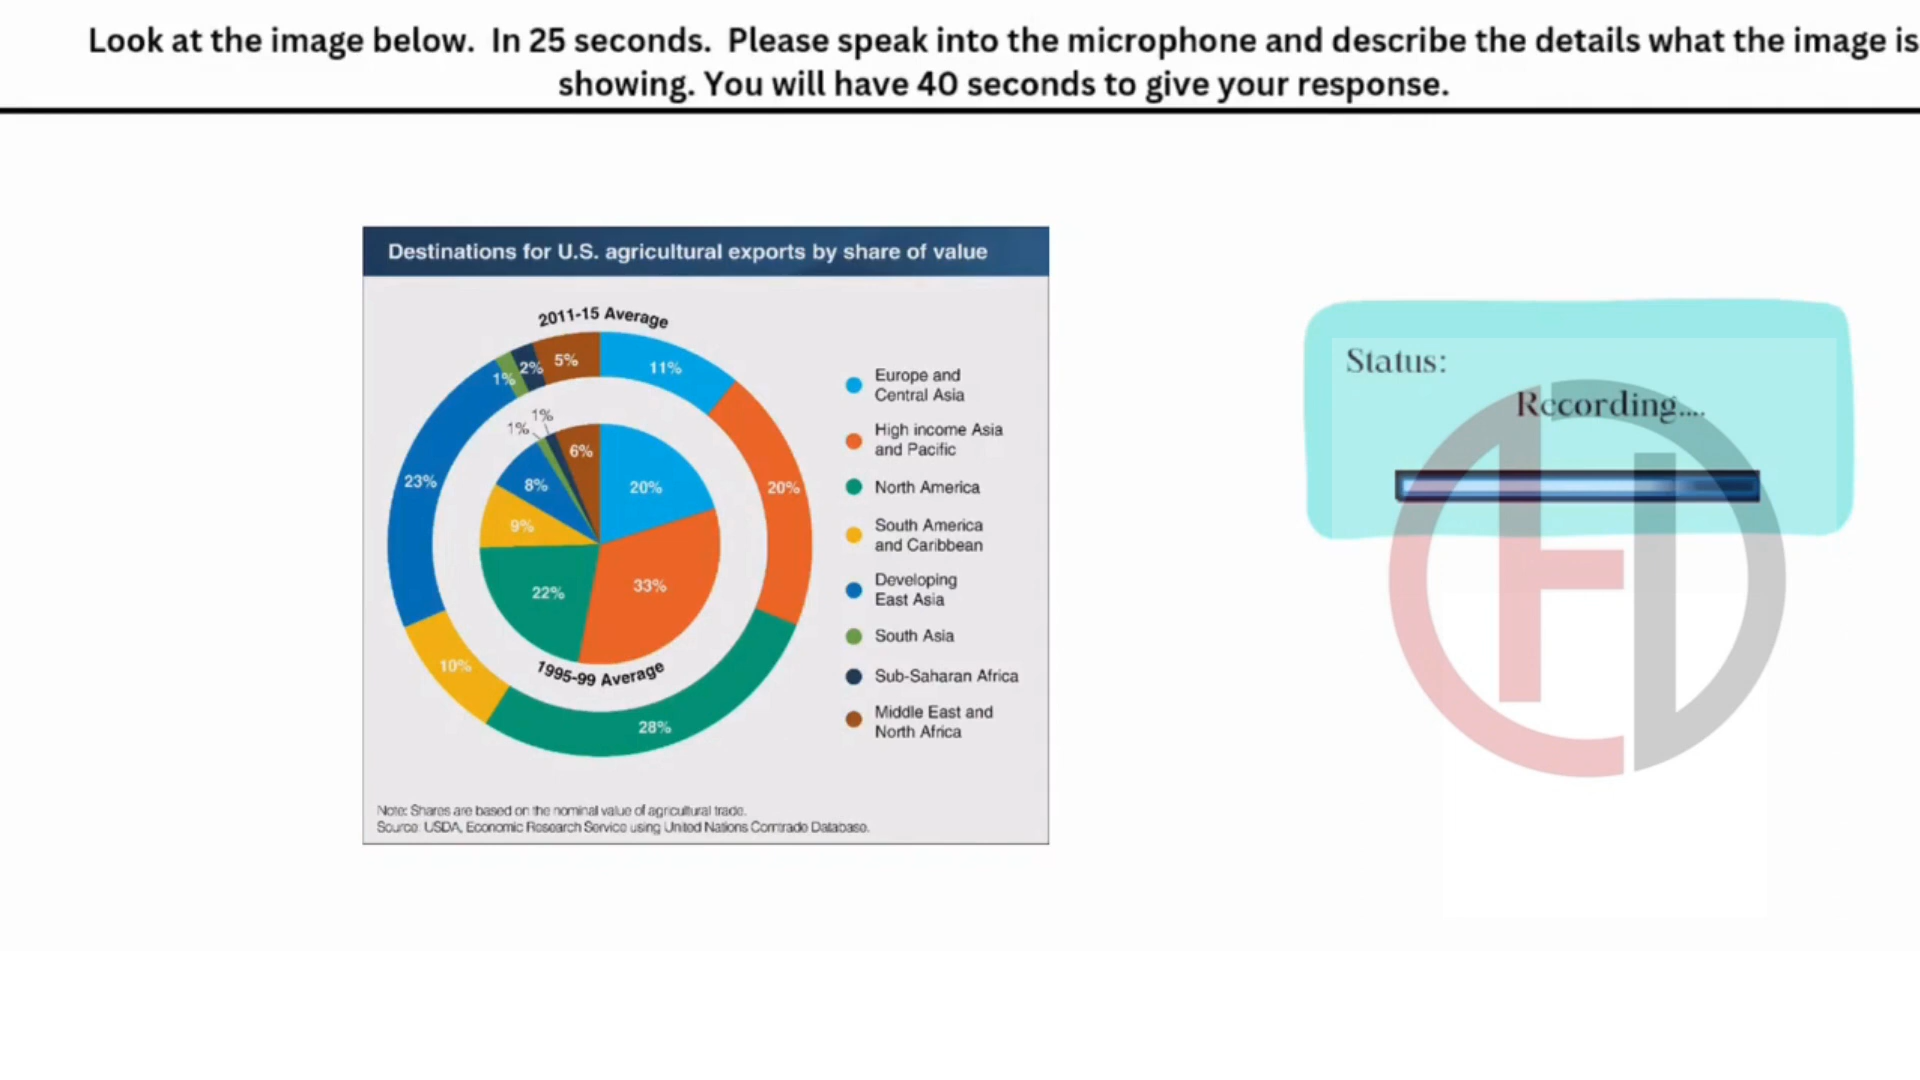 Look at the image below. In 25 seconds. Please speak into the microphone and describe the details what the image is
showing. You will have 40 seconds to give your response.
Destinations for U.S. agricultural exports by share of value
2011-15 Average
11%
20%
28%
10%
23%
1%
2%
5%
1%
1%
6%
20%
33%
22%
9%
8%
1995-99 Average
Europe and
Central Asia
High income Asia
and Pacific
North America
South America
and Caribbean
Developing
East Asia
South Asia
Sub-Saharan Africa
Middle East and
North Africa
Note: Shares are based on the nominal value of agricultural trade.
Source: USDA, Economic Research Service using United Nations Comtrade Database.
Status:
Recording....